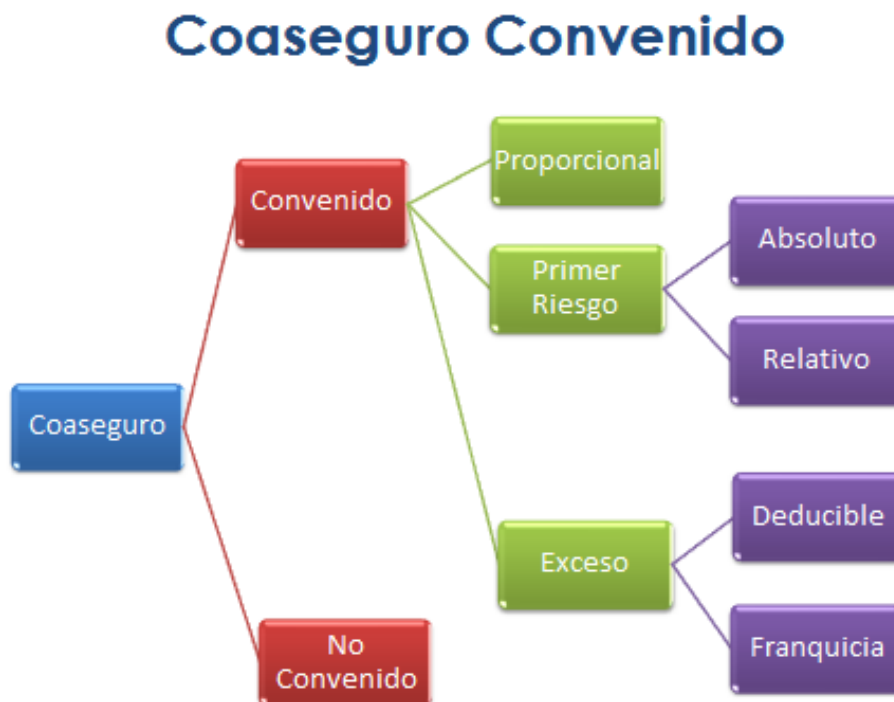 Coaseguro Convenido
Proporcional
Convenido
Absoluto
Primer
Riesgo
Relativo
Coaseguro
Deducible
Exceso
Franquicia
No
Convenido